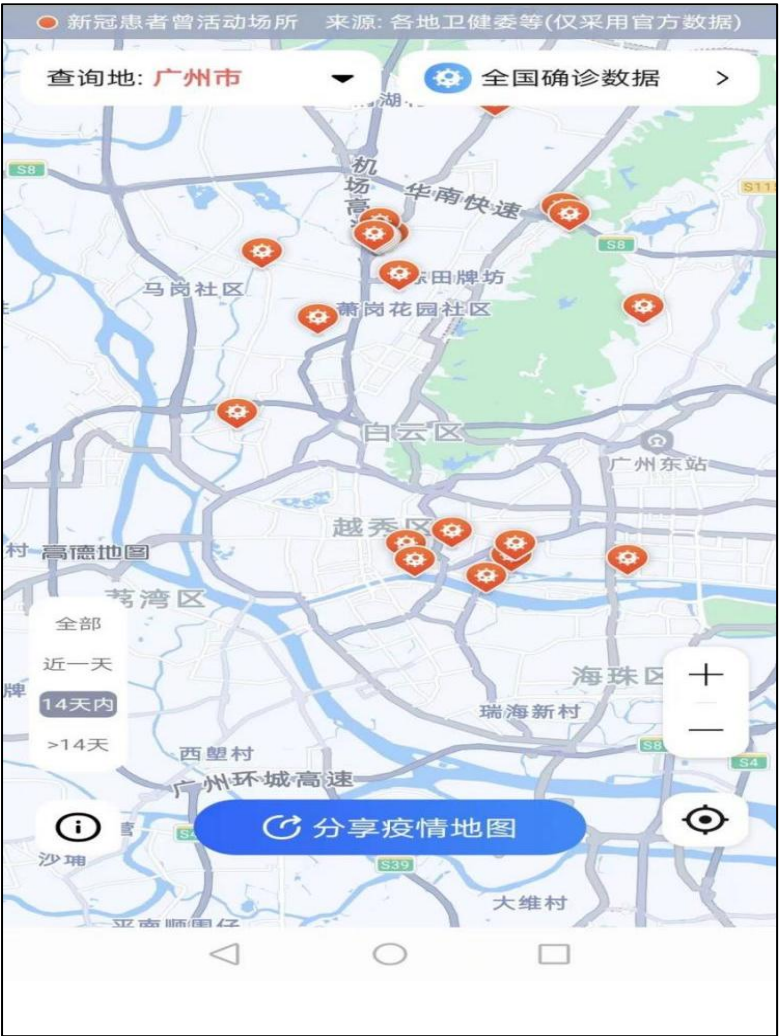 新冠患者曾活动场所 来源: 各地卫健委等(仅采用官方数据)
查询地: 广州市
全国确诊数据
S8
机场高
华南快速
S11
S8
马岗社区
田牌坊
萧岗花园社区
白云区
广州东站
越秀区
村
高德地图
荔湾区
全部
近一天
海珠区
牌
14天内
瑞海新村
>14天
S8
S4
西塱村
广州环城高速
分享疫情地图
沙埔
S39
大维村